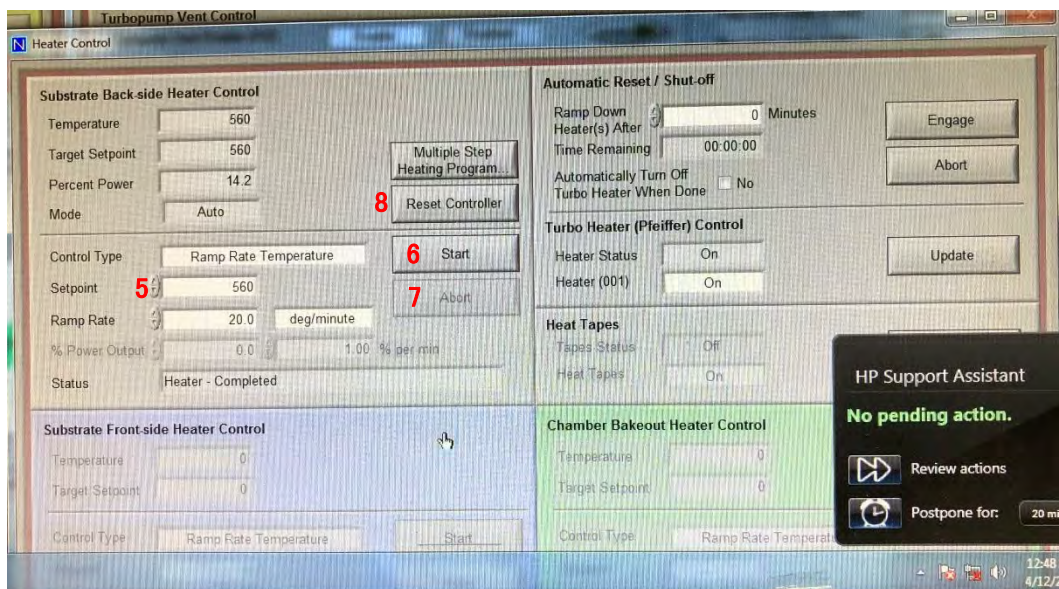 Turbopump Vent Control
Heater Control
Substrate Back-side Heater Control
Temperature 560
Target Setpoint 560
Percent Power 14.2
Mode Auto
Multiple Step
Heating Program...
8 Reset Controller
Control Type Ramp Rate Temperature
6 Start
Setpoint 5 560
7 Abort
Ramp Rate 20.0 deg/minute
% Power Output 0.0 1.00 % per min
Status Heater - Completed
Substrate Front-side Heater Control
Temperature 0
Target Setpoint 0
Control Type Ramp Rate Temperature Start
Automatic Reset / Shut-off
Ramp Down
Heater(s) After 0 Minutes
Engage
Time Remaining 00:00:00
Abort
Automatically Turn Off
Turbo Heater When Done No
Turbo Heater (Pfeiffer) Control
Heater Status On
Update
Heater (001) On
Heat Tapes
Tapes Status Off
Heat Tapes On
Chamber Bakeout Heater Control
Temperature 0
Target Setpoint 0
Control Type Ramp Rate
HP Support Assistant
No pending action.
Review actions
Postpone for: 20
12:48
4/12/